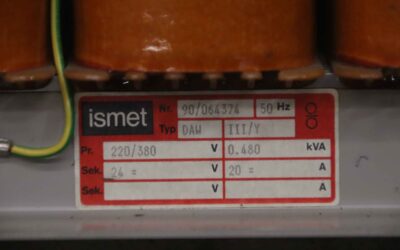 ismet Nr. 90/064374 50 Hz
Typ DAW III/Y
Pr. 220/380 V 0.480 kVA
Sek. 24 = V 20 = A
Sek. V A